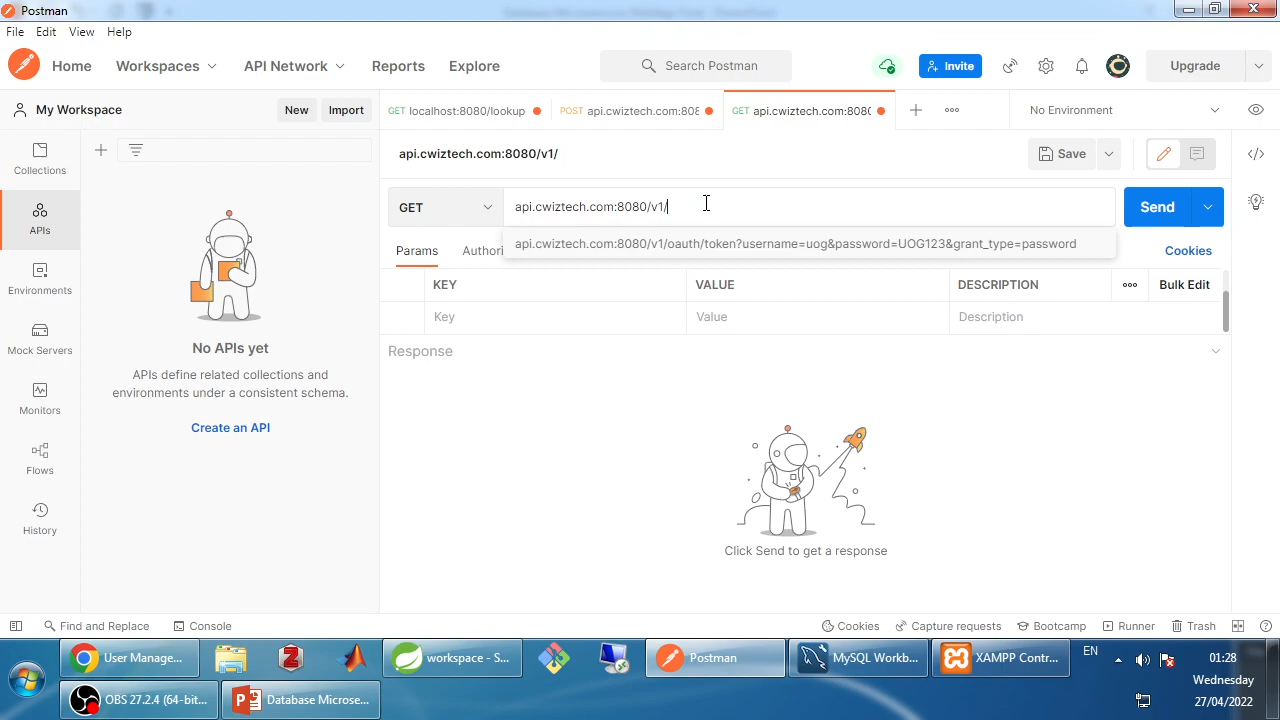 Postman
File Edit View Help
Home Workspaces API Network Reports Explore Search Postman Invite Upgrade
My Workspace New Import GET localhost:8080/lookup POST api.cwiztech.com:808 GET api.cwiztech.com:8080 No Environment
Collections
APIs
Environments
Mock Servers
Monitors
Flows
History
No APIs yet
APIs define related collections and
environments under a consistent schema.
Create an API
api.cwiztech.com:8080/v1/ Save
GET api.cwiztech.com:8080/v1/ Send
api.cwiztech.com:8080/v1/oauth/token?username=uog&password=UOG123&grant_type=password
Params Authori Cookies
KEY VALUE DESCRIPTION Bulk Edit
Key Value Description
Response
Click Send to get a response
Find and Replace Console Cookies Capture requests Bootcamp Runner Trash
User Manage... workspace - S... Postman MySQL Workb... XAMPP Contr... EN 01:28
Wednesday
OBS 27.2.4 (64-bit... Database Microse... 27/04/2022